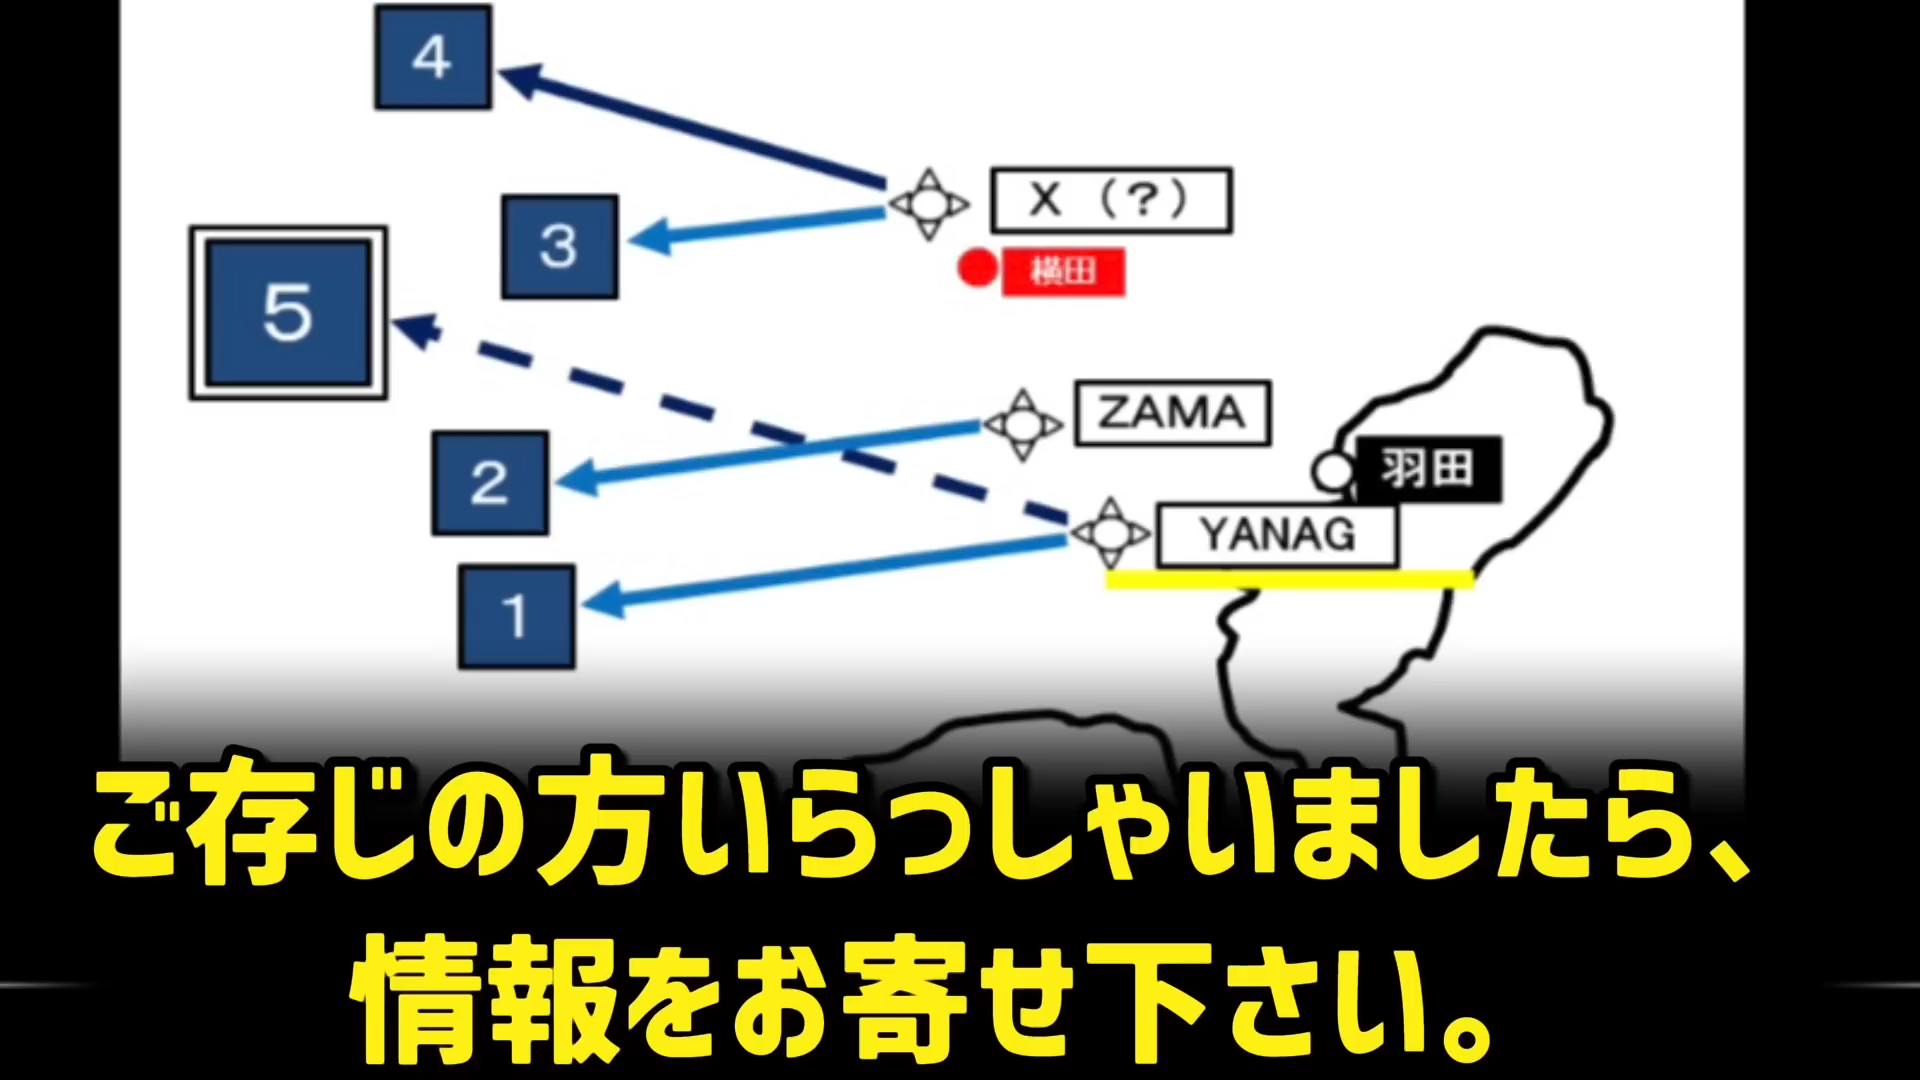 4
X（？）
3
横田
5
ZAMA
羽田
2
YANAG
1
ご存じの方いらっしゃいましたら、
情報をお寄せ下さい。